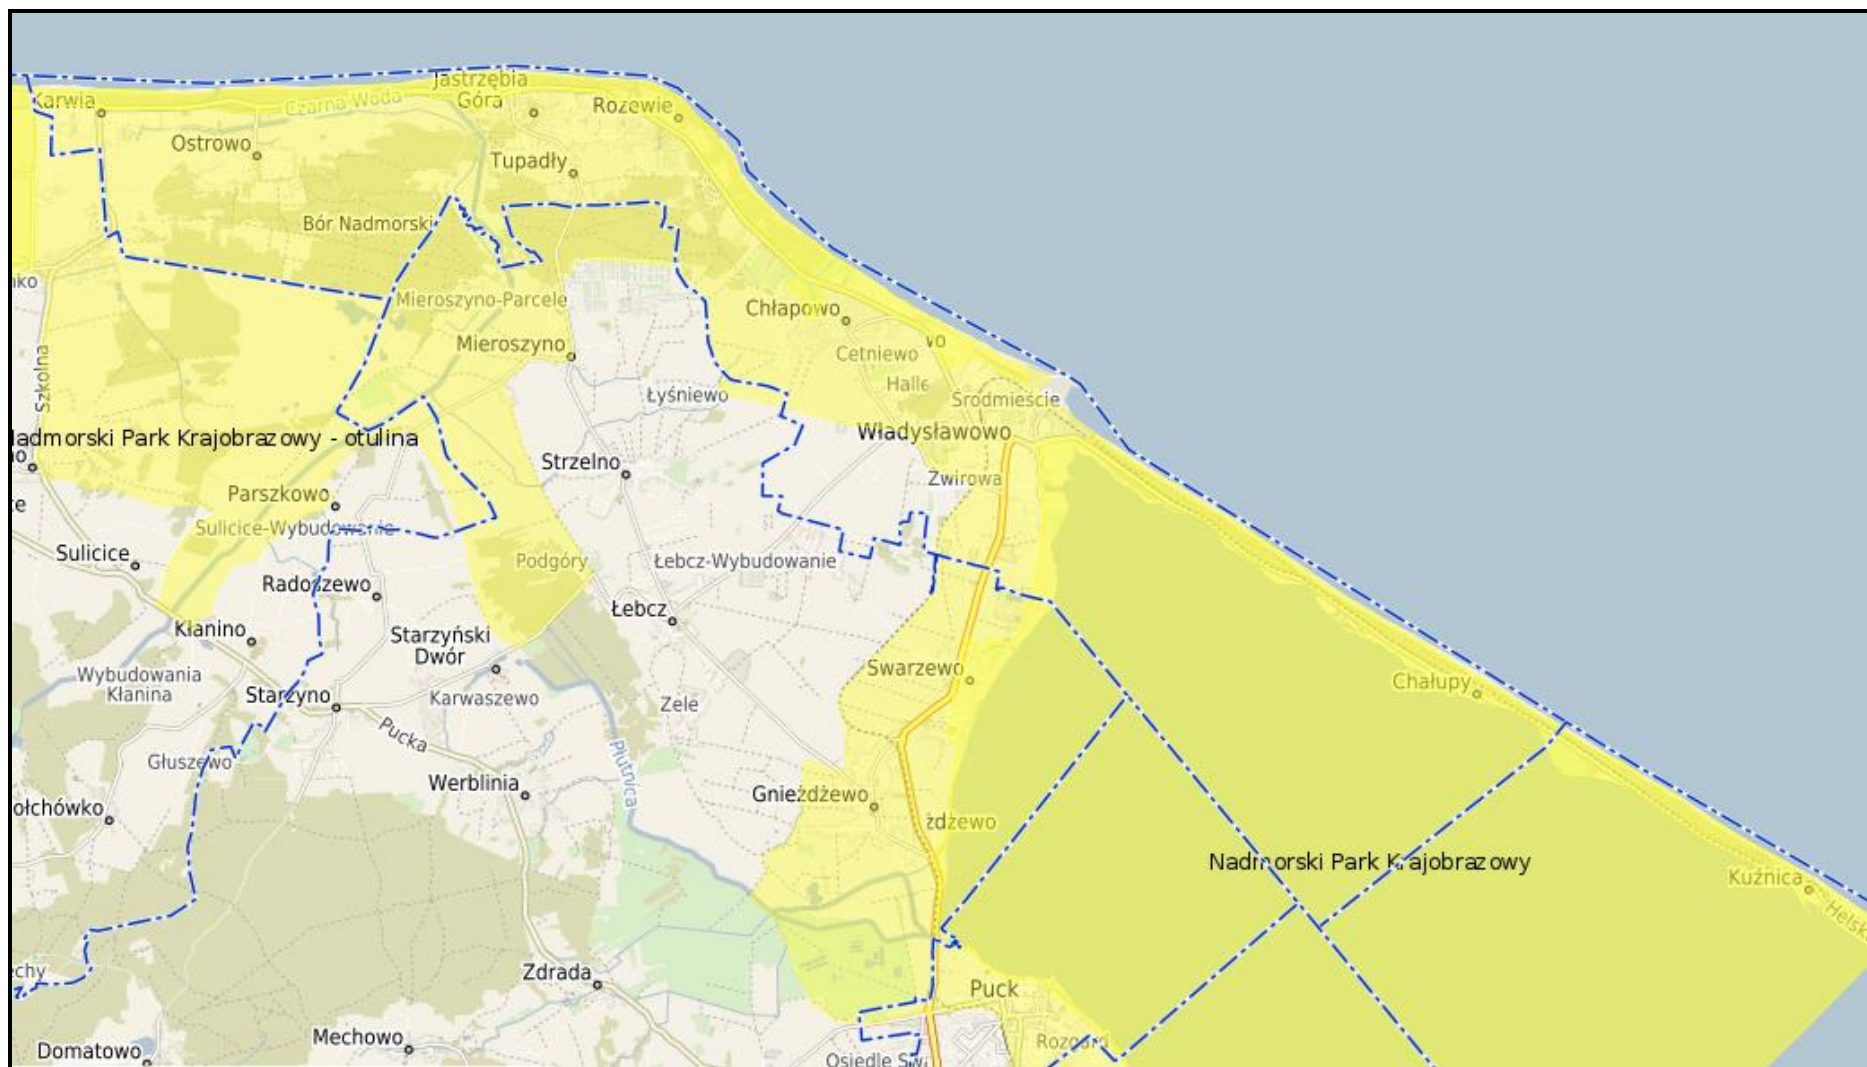 Karwia
Czarna Woda
Jastrzębia
Góra
Rozewie
Ostrowo
Tupadły
Bór Nadmorski
Mieroszyno-Parcele
Chłapowo
Mieroszyno
Cetniewo
Szkolna
Łyśniewo
Środmieście
Władysławowo
Nadmorski Park Krajobrazowy - otulina
Strzelno
Zwirowa
Parszkowo
Sulicice-Wybudowanie
Sulicice
Podgóry
Łebcz-Wybudowanie
Radoszewo
Łebcz
Kłanino
Starzyński
Dwór
Swarzewo
Wybudowania
Kłanina
Chałupy
Starzyno
Karwaszewo
Zele
Pucka
Głuszewo
Płutnica
Werblinia
Gnieżdżewo
żdżewo
ołchówko
Nadmorski Park Krajobrazowy
Kuźnica
echy
Zdrada
Puck
Mechowo
Domatowo